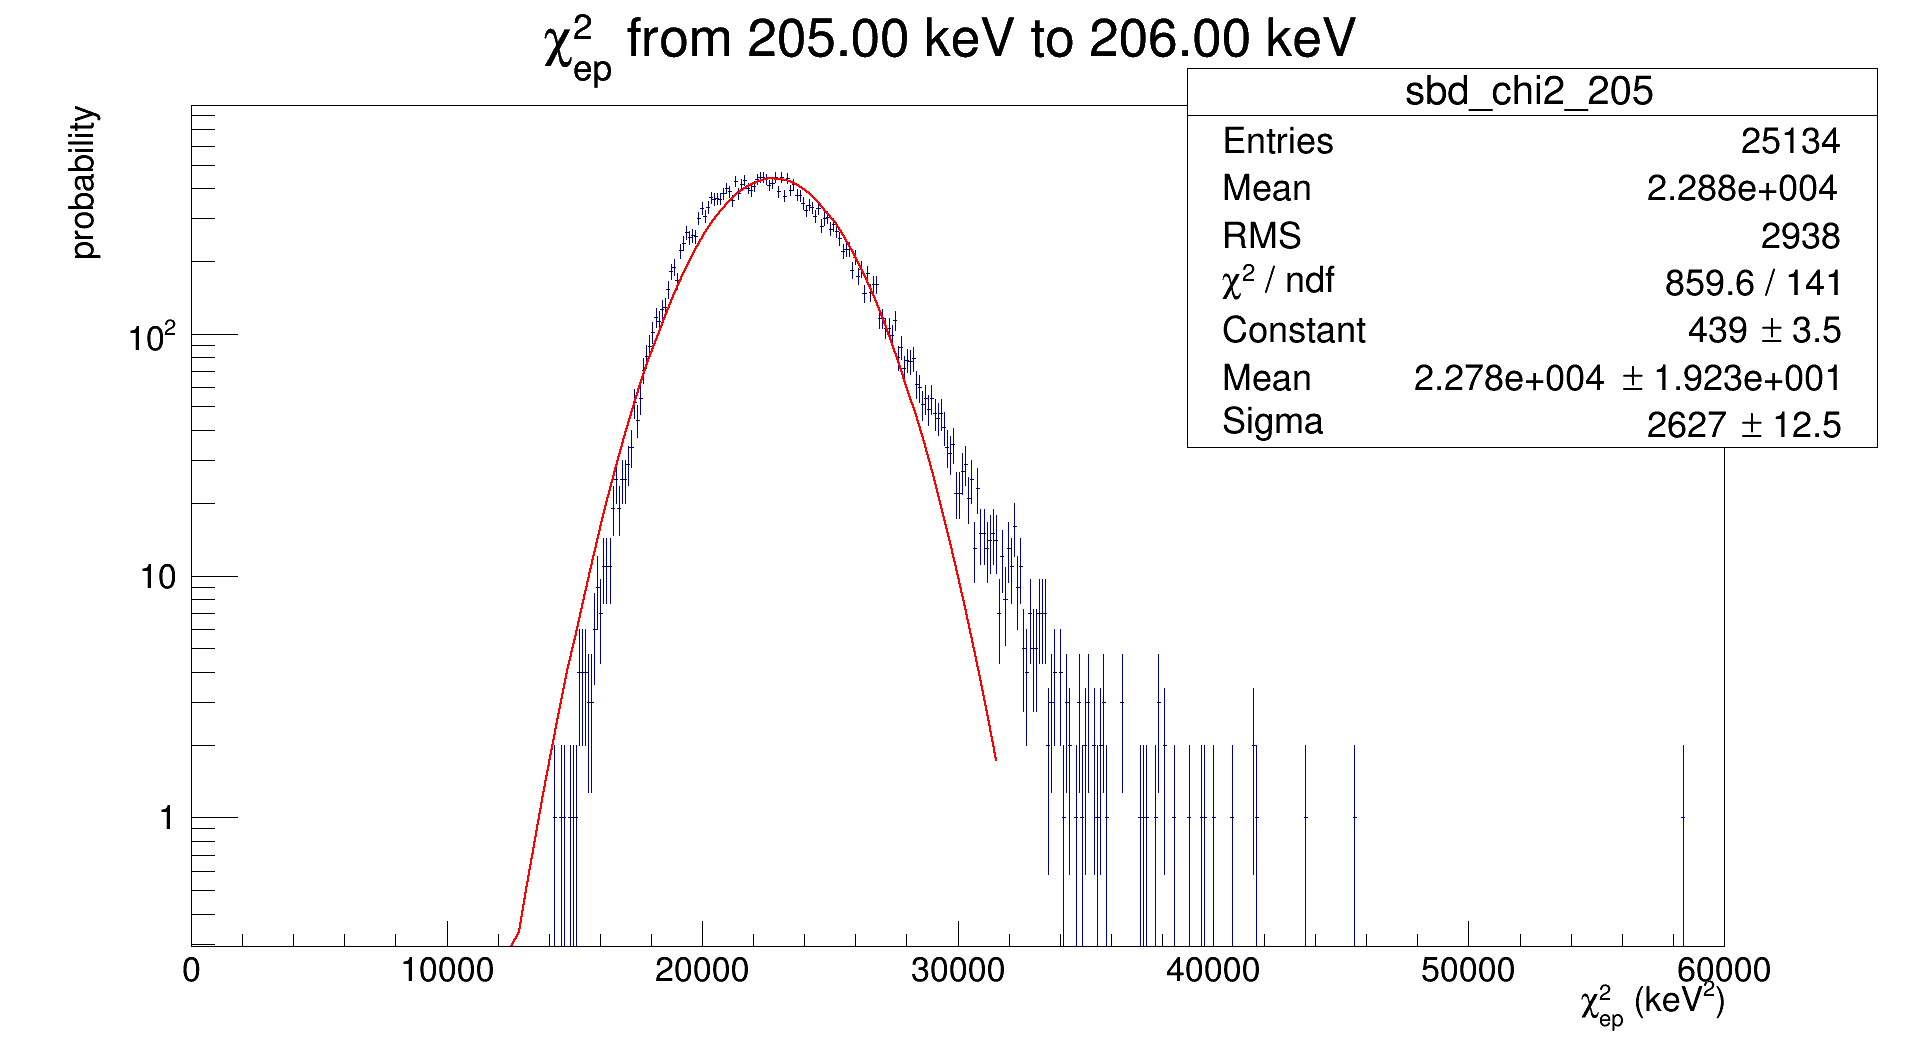 χ²ep from 205.00 keV to 206.00 keV
probability
sbd_chi2_205
Entries 25134
Mean 2.288e+004
RMS 2938
χ² / ndf 859.6 / 141
Constant 439 ± 3.5
Mean 2.278e+004 ± 1.923e+001
Sigma 2627 ± 12.5
10²
10
1
0 10000 20000 30000 40000 50000 60000
χ²ep (keV²)